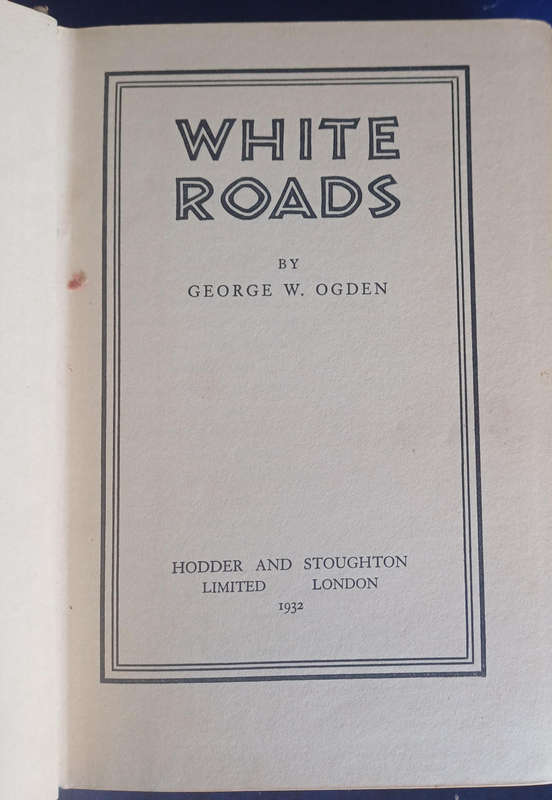 WHITE
ROADS
BY
GEORGE W. OGDEN
HODDER AND STOUGHTON
LIMITED LONDON
1932